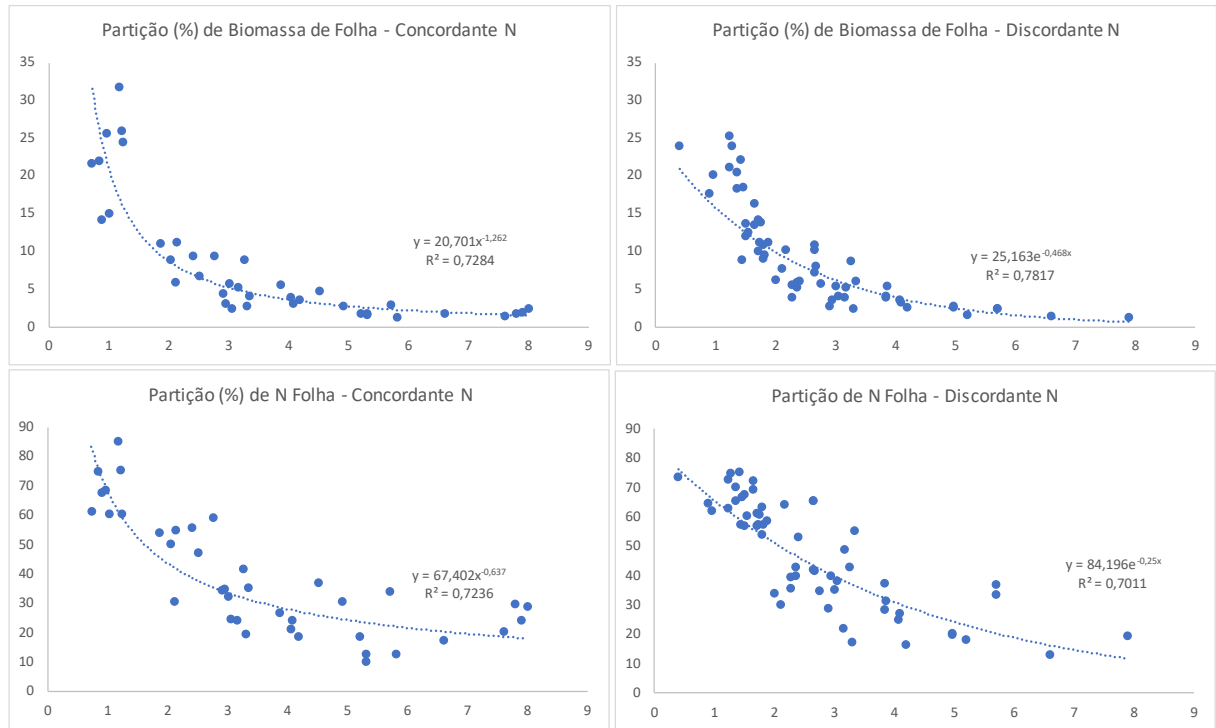 Partição (%) de Biomassa de Folha - Concordante N
35
30
25
20
15
10
5
0
y = 20,701x^-1,262
R² = 0,7284
0 1 2 3 4 5 6 7 8 9
Partição (%) de Biomassa de Folha - Discordante N
35
30
25
20
15
10
5
0
y = 25,163e^-0,468x
R² = 0,7817
0 1 2 3 4 5 6 7 8 9
Partição (%) de N Folha - Concordante N
90
80
70
60
50
40
30
20
10
0
y = 67,402x^-0,637
R² = 0,7236
0 1 2 3 4 5 6 7 8 9
Partição de N Folha - Discordante N
90
80
70
60
50
40
30
20
10
0
y = 84,196e^-0,25x
R² = 0,7011
0 1 2 3 4 5 6 7 8 9